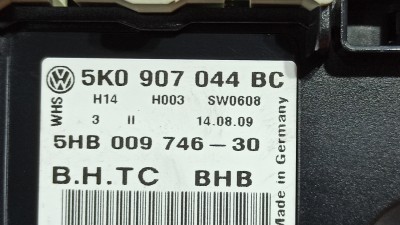 5K0 907 044 BC
WHS
H14 H003 SW0608
3 II 14.08.09
5HB 009 746-30
B.H.TC BHB
Made in Germany